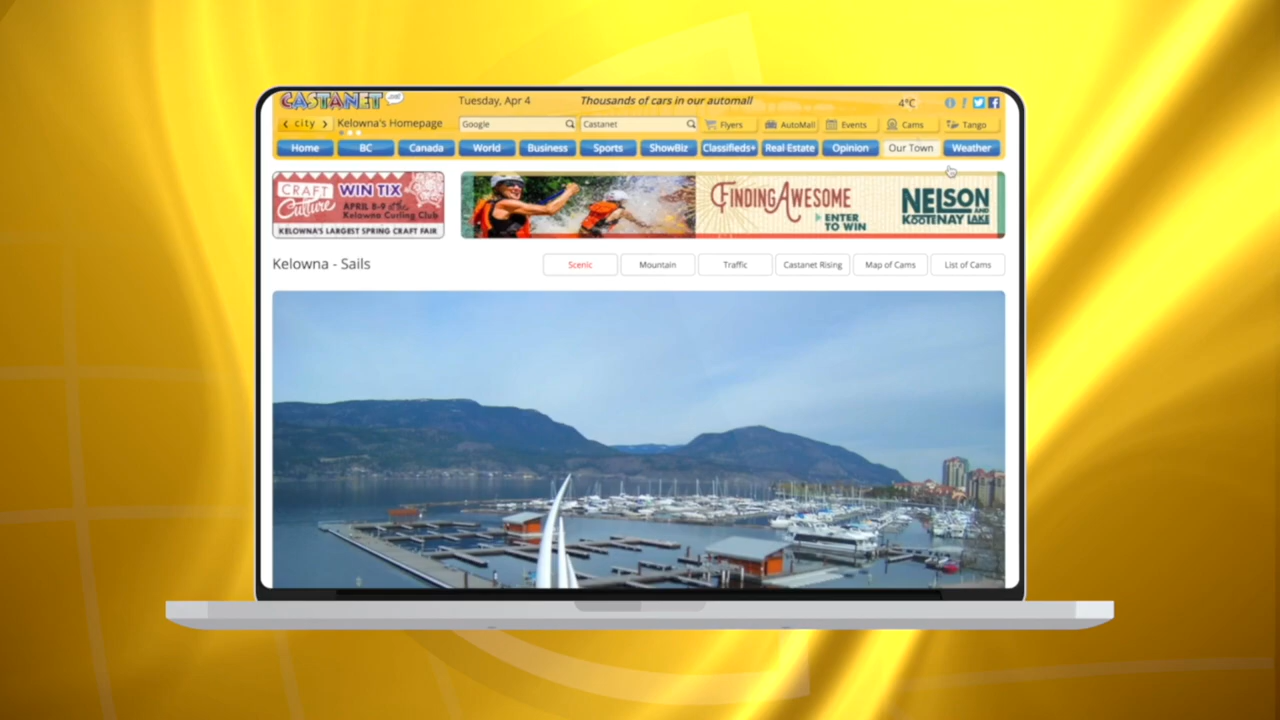 CASTANET .net
Tuesday, Apr 4
Thousands of cars in our automall
4°C
city
Kelowna's Homepage
Google
Castanet
Flyers
AutoMall
Events
Cams
Tango
Home
BC
Canada
World
Business
Sports
ShowBiz
Classifieds+
Real Estate
Opinion
Our Town
Weather
CRAFT
Culture
WIN TIX
APRIL 8-9 at the
Kelowna Curling Club
KELOWNA'S LARGEST SPRING CRAFT FAIR
FINDING AWESOME
ENTER
TO WIN
NELSON
AND
KOOTENAY LAKE
Kelowna - Sails
Scenic
Mountain
Traffic
Castanet Rising
Map of Cams
List of Cams